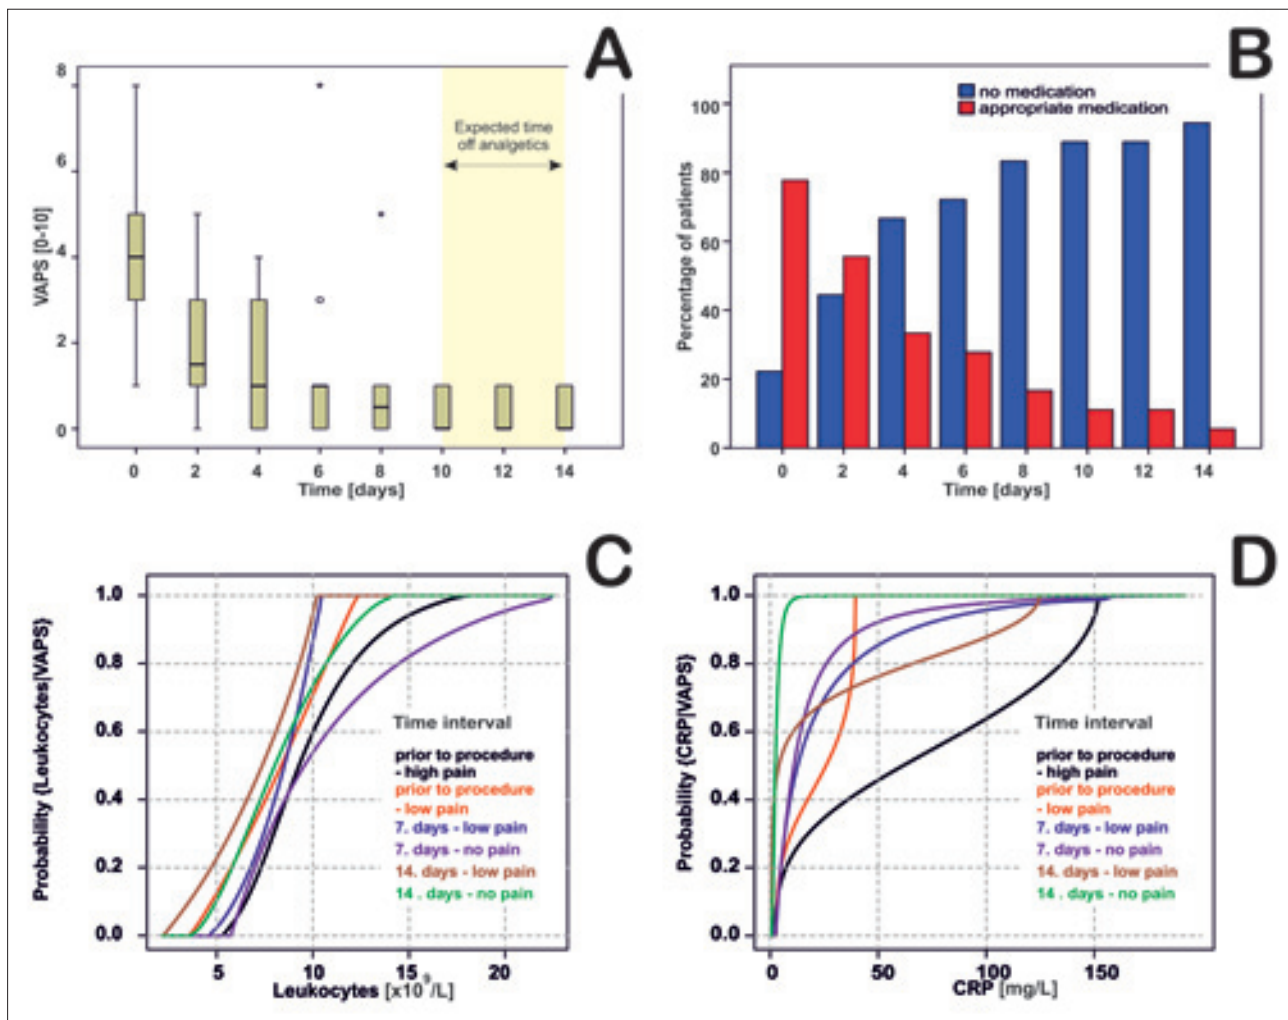 A
8
6
4
2
0
VAPS [0-10]
Expected time
off analgetics
0 2 4 6 8 10 12 14
Time [days]
B
no medication
appropriate medication
100
80
60
40
20
0
Percentage of patients
0 2 4 6 8 10 12 14
Time [days]
C
1.0
0.8
0.6
0.4
0.2
0.0
Probability {Leukocytes|VAPS}
Time interval
prior to procedure
- high pain
prior to procedure
- low pain
7. days - low pain
7. days - no pain
14. days - low pain
14 . days - no pain
5 10 15 20
Leukocytes [x10⁹/L]
D
1.0
0.8
0.6
0.4
0.2
0.0
Probability {CRP|VAPS}
Time interval
prior to procedure
- high pain
prior to procedure
- low pain
7. days - low pain
7. days - no pain
14. days - low pain
14 . days - no pain
0 50 100 150
CRP [mg/L]